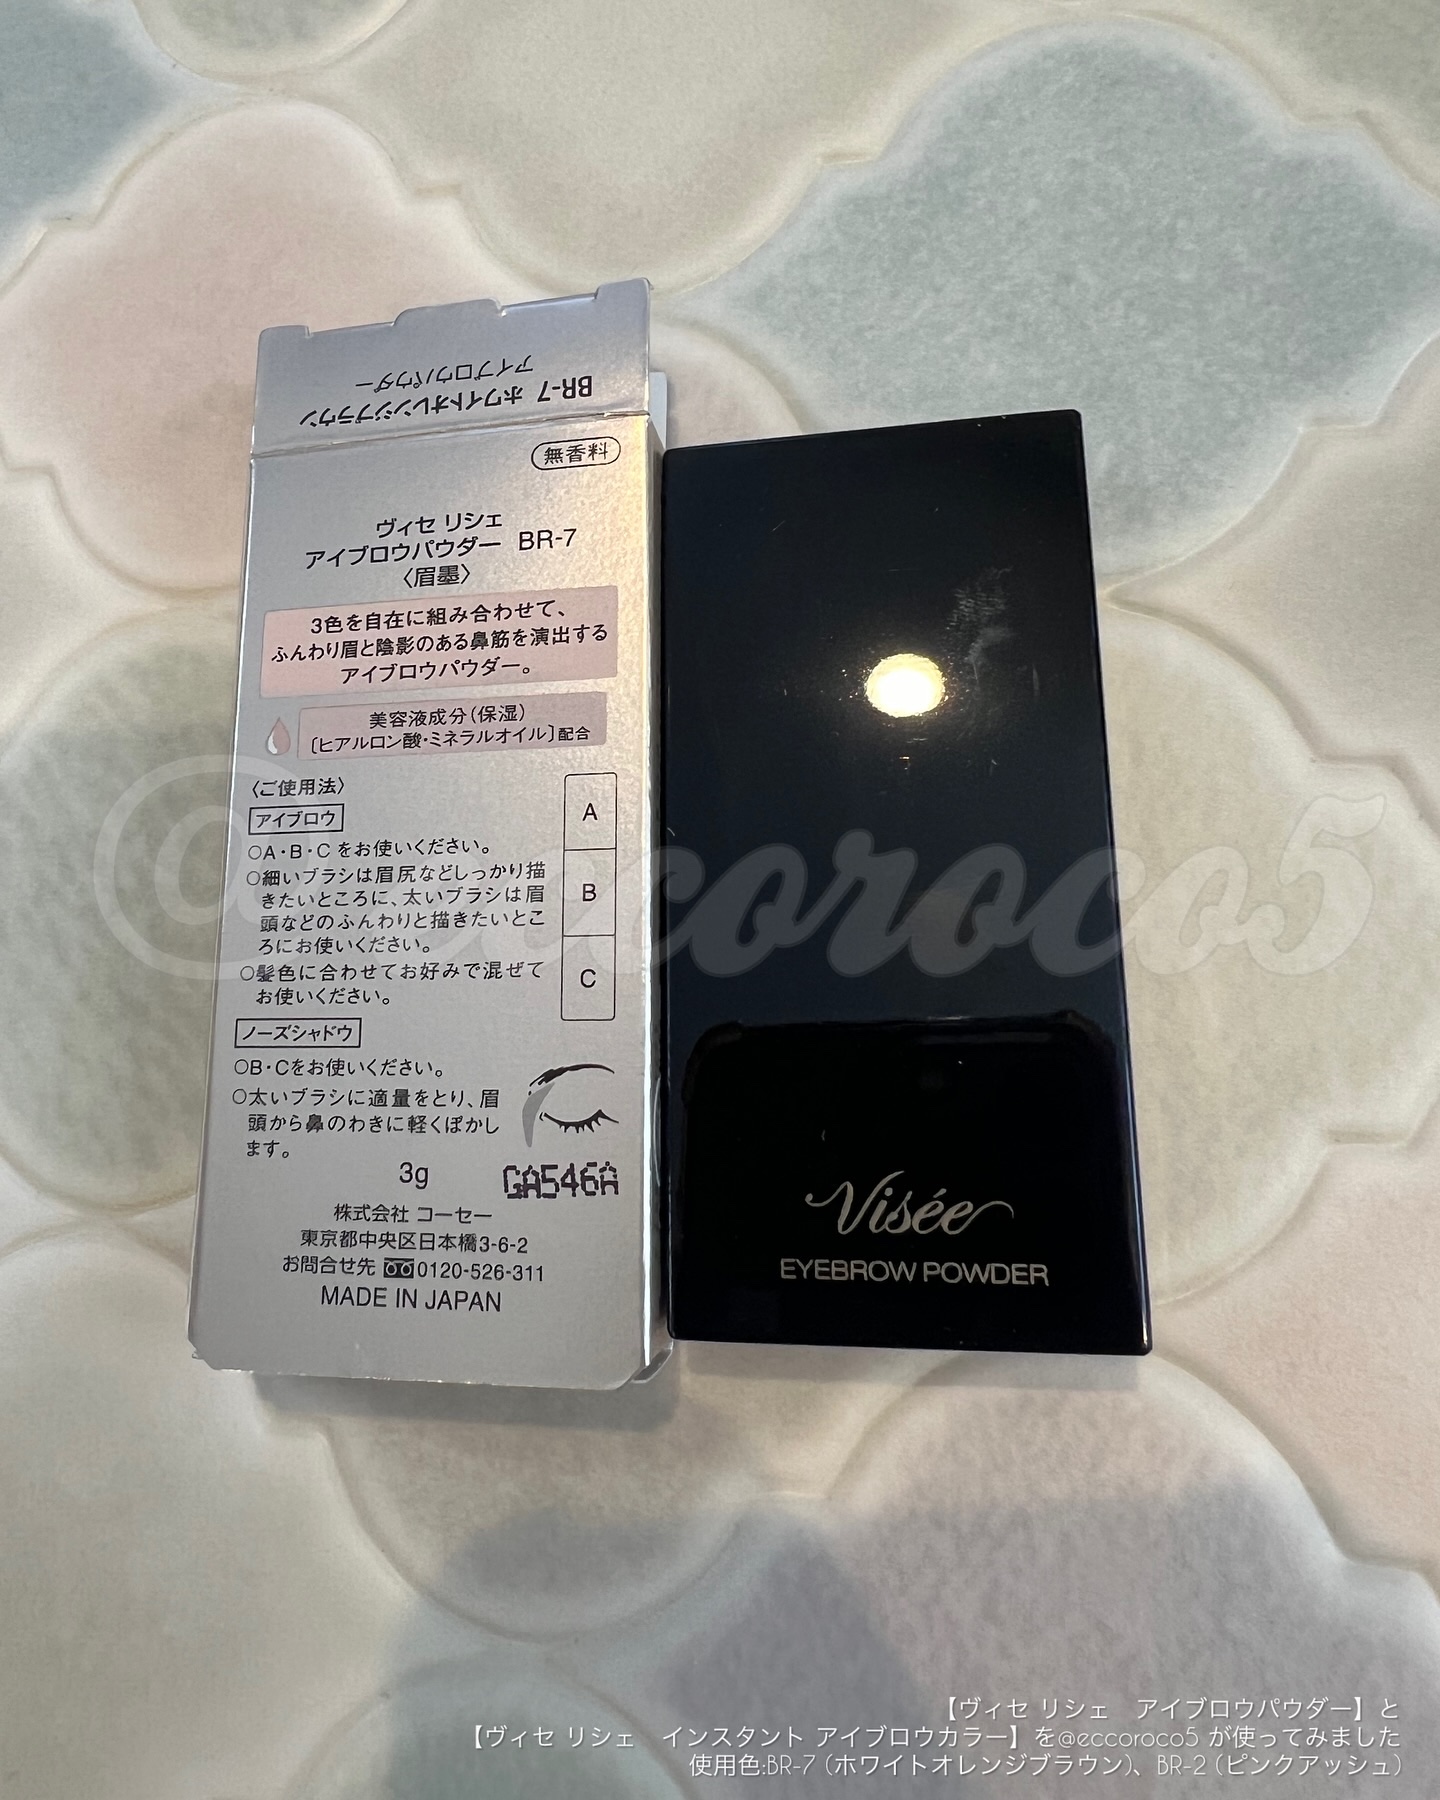 BR-7 ホワイトオレンジブラウン
アイブロウパウダー
無香料
ヴィセ リシェ
アイブロウパウダー BR-7
〈眉墨〉
3色を自在に組み合わせて、
ふんわり眉と陰影のある鼻筋を演出する
アイブロウパウダー。
美容液成分(保湿)
〔ヒアルロン酸・ミネラルオイル〕配合
〈ご使用法〉
アイブロウ
○A・B・C をお使いください。
○細いブラシは眉尻などしっかり描
きたいところに、太いブラシは眉
頭などのふんわりと描きたいとこ
ろにお使いください。
○髪色に合わせてお好みで混ぜて
お使いください。
A
B
C
ノーズシャドウ
○B・Cをお使いください。
○太いブラシに適量をとり、眉
頭から鼻のわきに軽くぼかし
ます。
3g
GA546A
株式会社 コーセー
東京都中央区日本橋3-6-2
お問合せ先 0120-526-311
MADE IN JAPAN
Visée
EYEBROW POWDER
@eccoroco5
【ヴィセ リシェ　アイブロウパウダー】と
【ヴィセ リシェ　インスタント アイブロウカラー】を@eccoroco5 が使ってみました
使用色:BR-7 (ホワイトオレンジブラウン)、BR-2 (ピンクアッシュ)